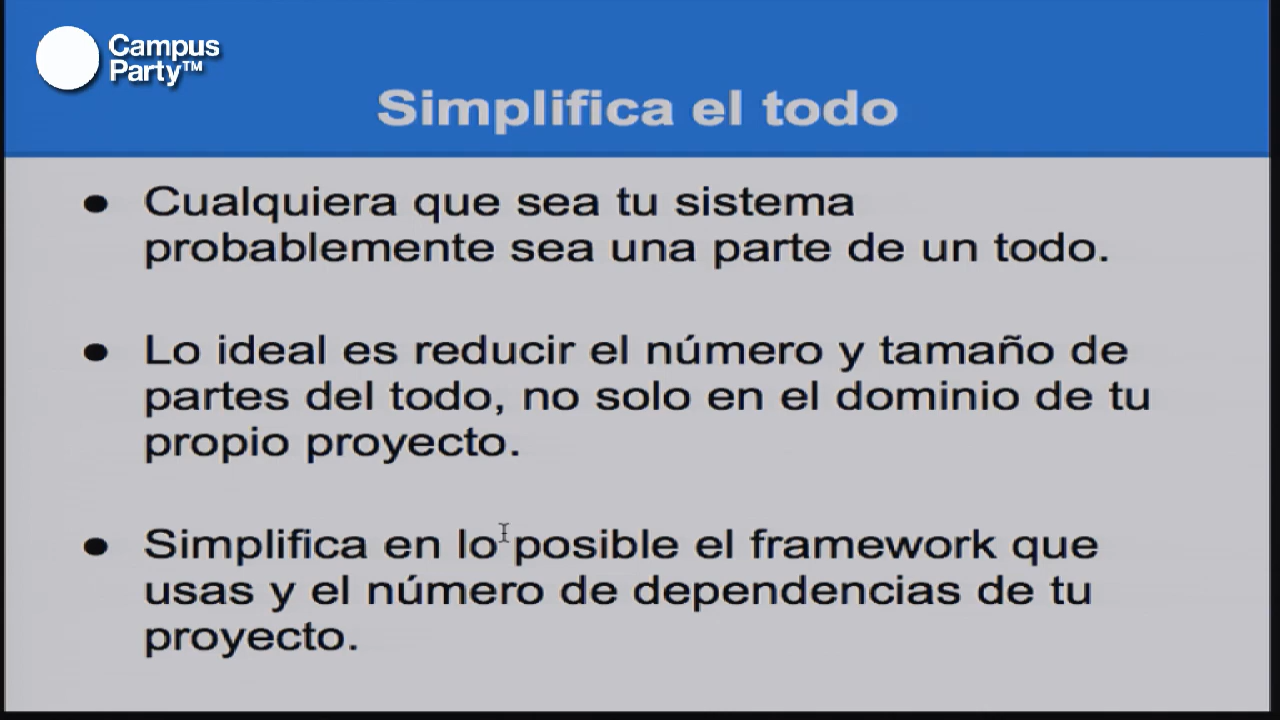 Campus
Party™
Simplifica el todo
● Cualquiera que sea tu sistema
probablemente sea una parte de un todo.
● Lo ideal es reducir el número y tamaño de
partes del todo, no solo en el dominio de tu
propio proyecto.
● Simplifica en lo posible el framework que
usas y el número de dependencias de tu
proyecto.